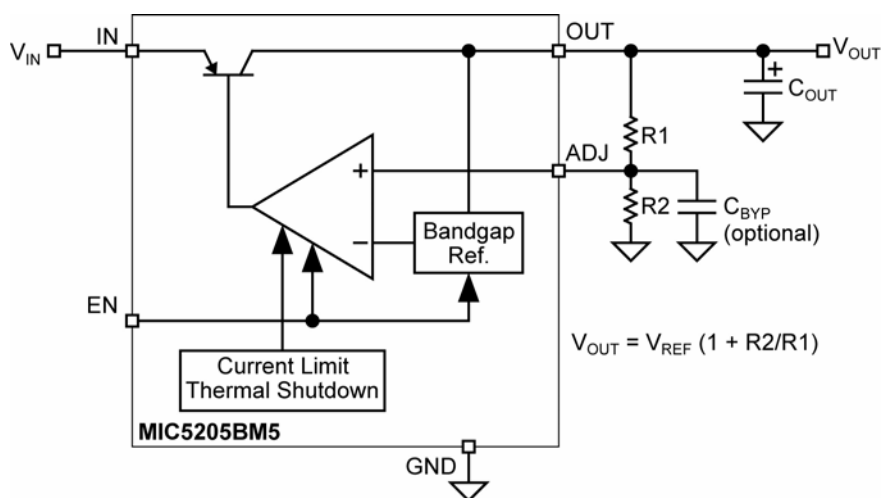 IN
OUT
V_IN
V_OUT
+
C_OUT
R1
ADJ
+
R2
C_BYP
(optional)
–
Bandgap
Ref.
EN
V_OUT = V_REF (1 + R2/R1)
Current Limit
Thermal Shutdown
MIC5205BM5
GND